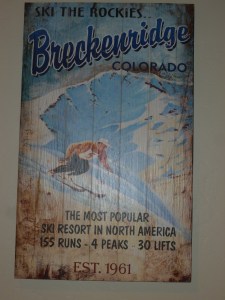 SKI THE ROCKIES..
Breckenridge
COLORADO
THE MOST POPULAR
SKI RESORT IN NORTH AMERICA
155 RUNS - 4 PEAKS - 30 LIFTS
EST. 1961